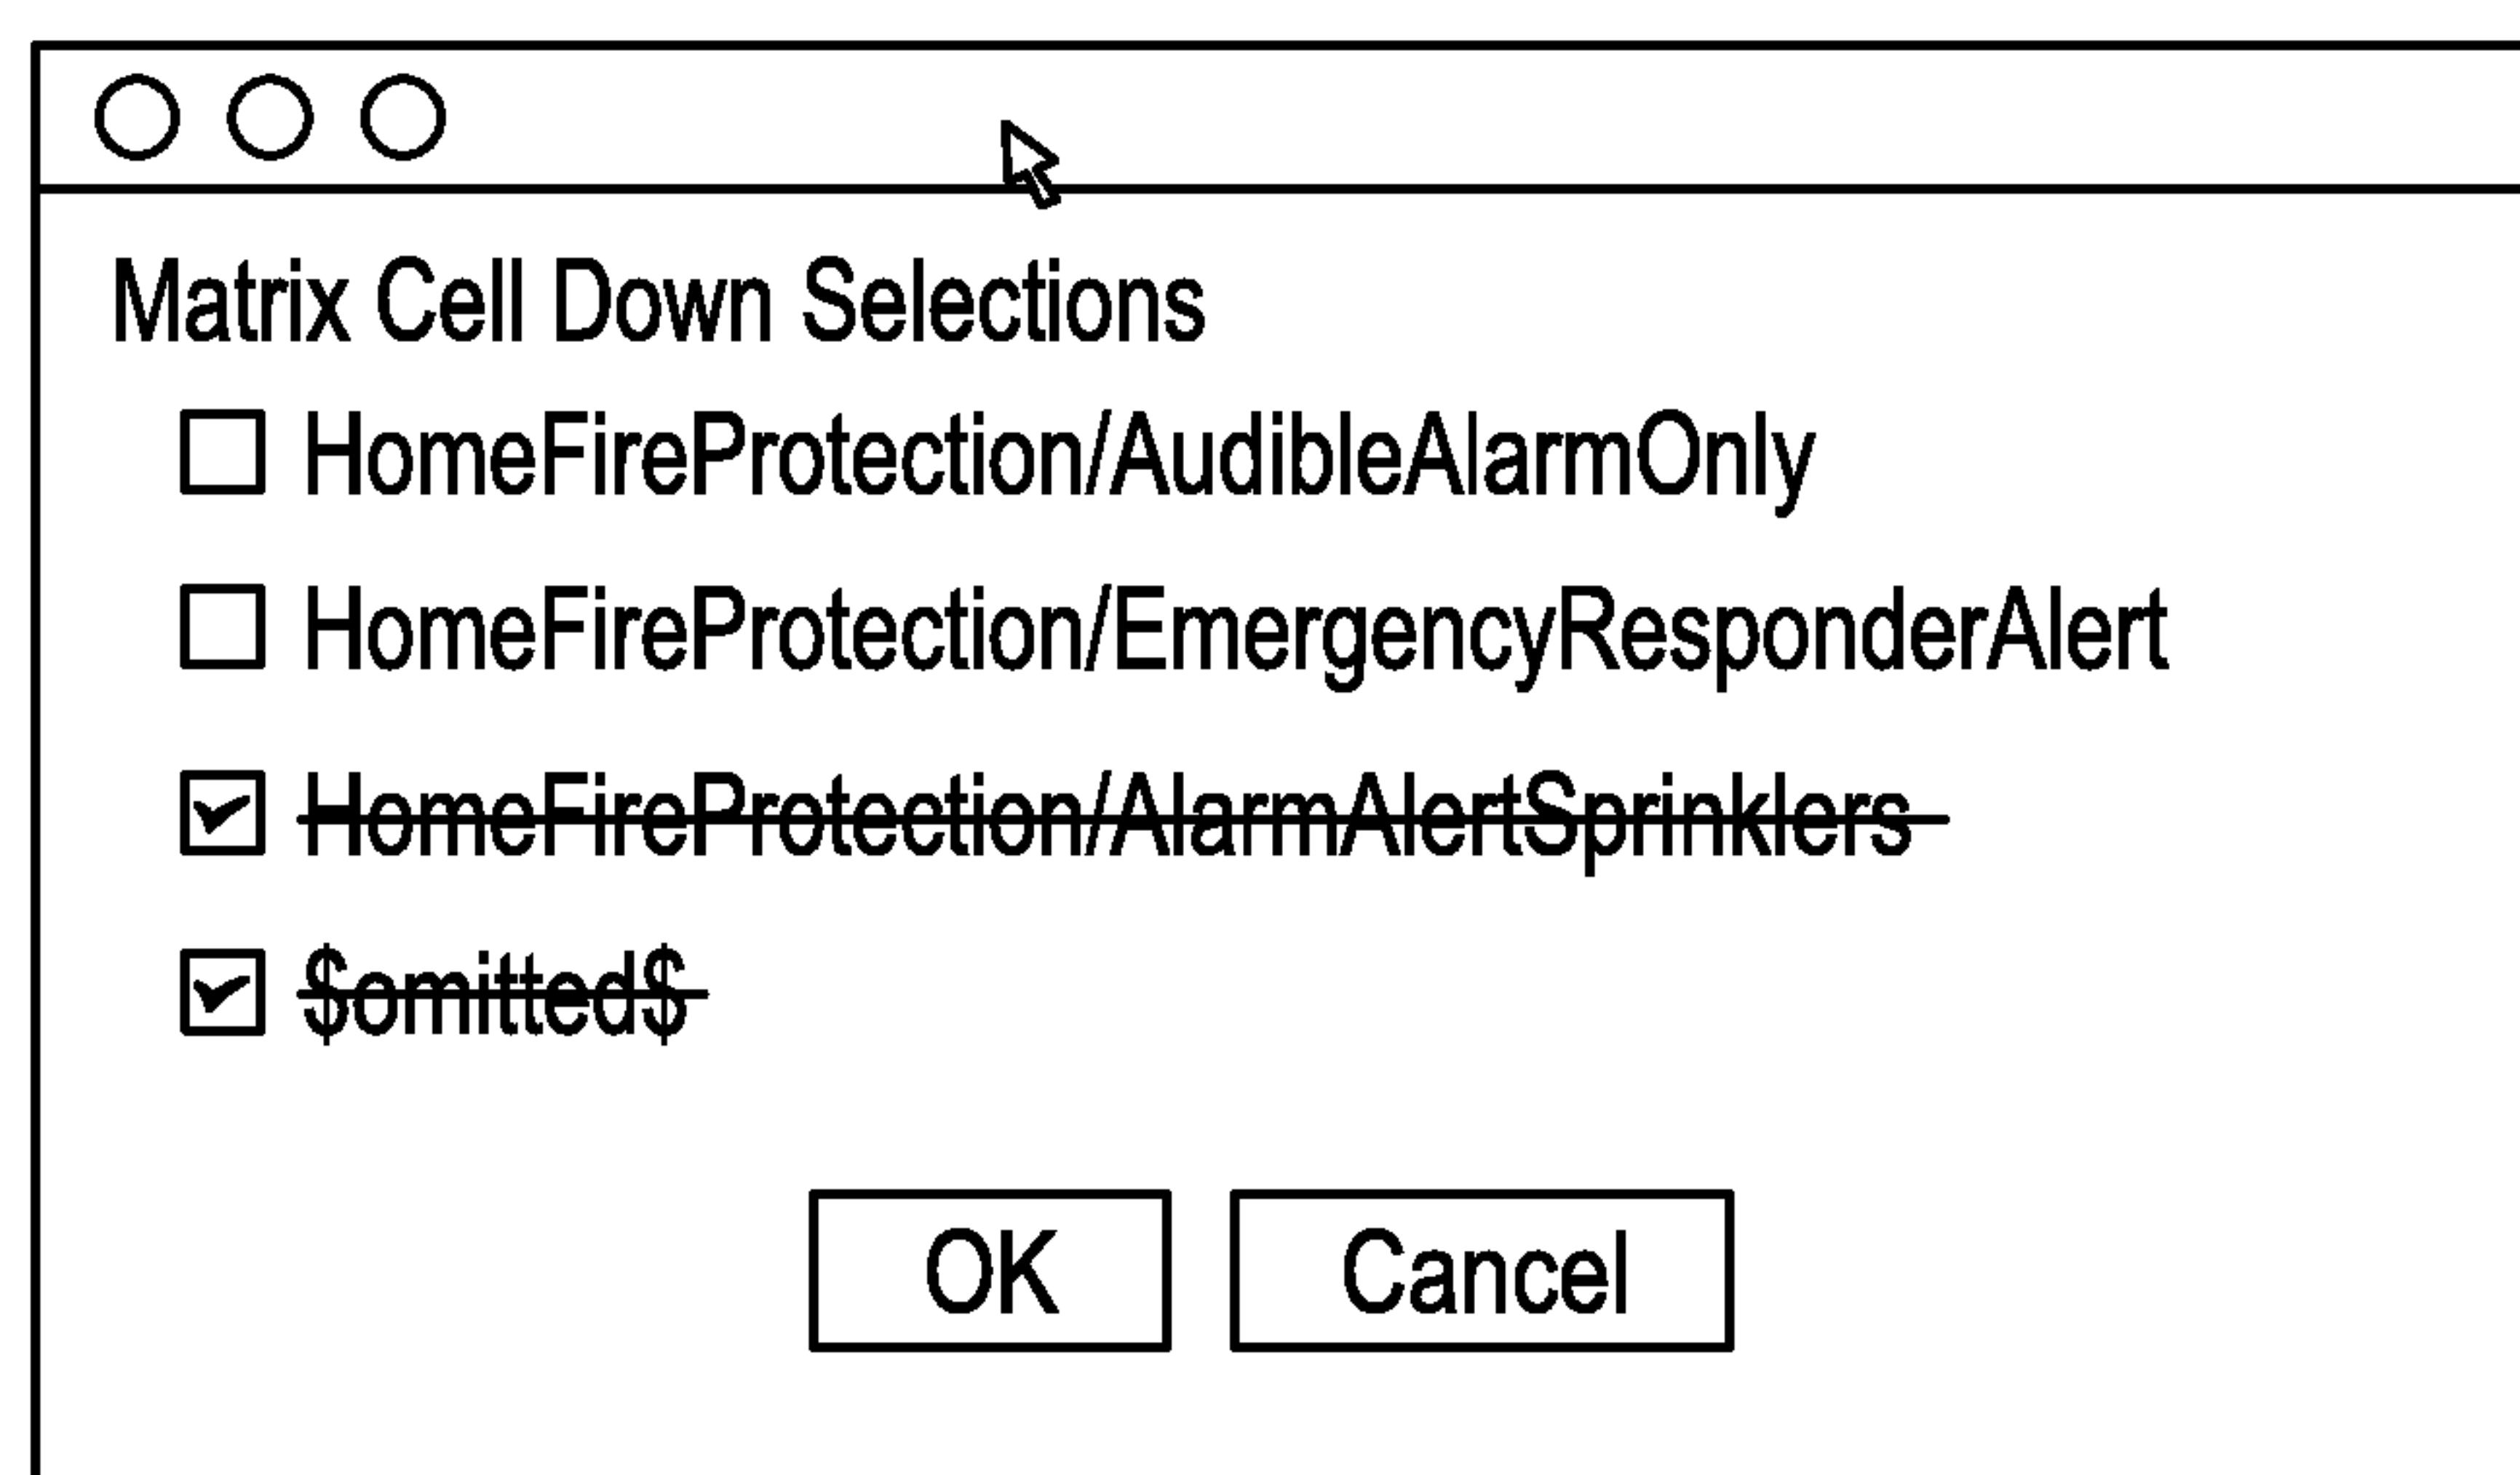 Matrix Cell Down Selections
HomeFireProtection/AudibleAlarmOnly
HomeFireProtection/EmergencyResponderAlert
HomeFireProtection/AlarmAlertSprinklers
$omitted$
OK Cancel